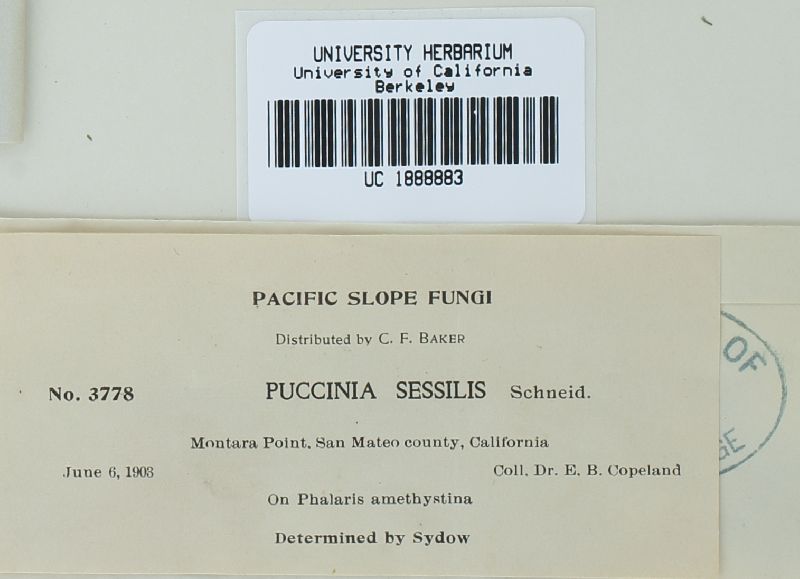 UNIVERSITY HERBARIUM
University of California
Berkeley
UC 1888883
PACIFIC SLOPE FUNGI
Distributed by C. F. BAKER
No. 3778 PUCCINIA SESSILIS Schneid.
Montara Point, San Mateo county, California
June 6, 1903 Coll. Dr. E. B. Copeland
On Phalaris amethystina
Determined by Sydow
OF